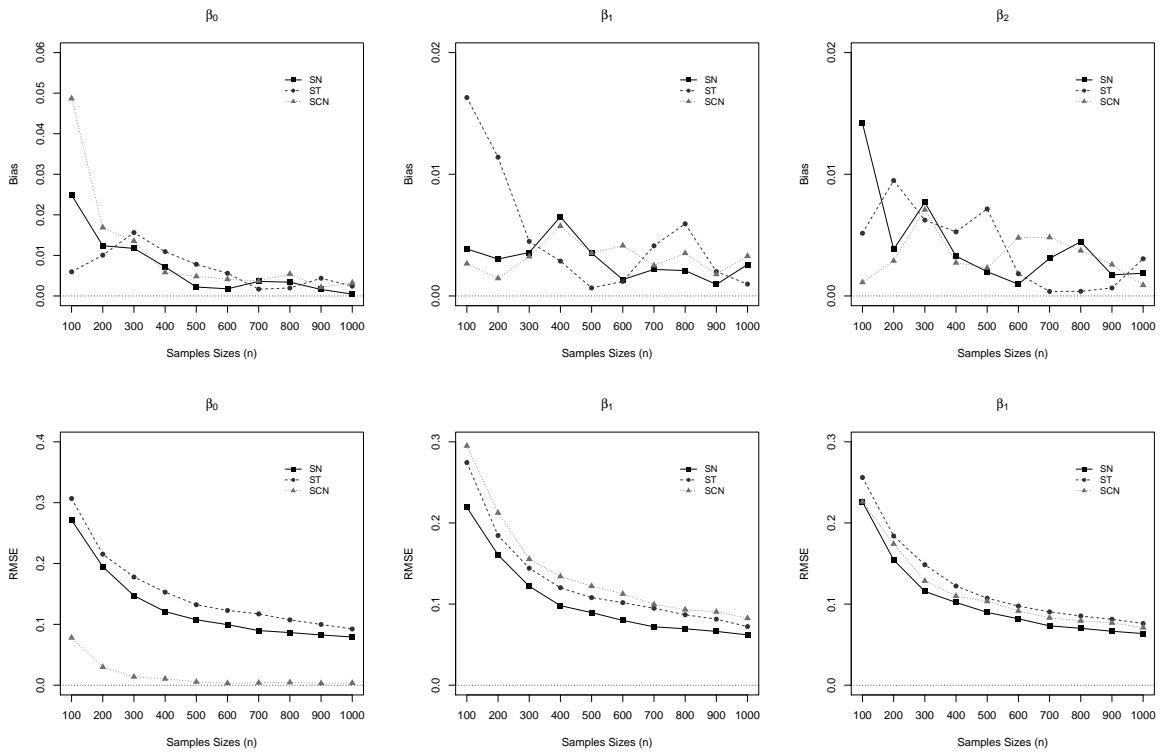 β0
Bias
0.00 0.01 0.02 0.03 0.04 0.05 0.06
SN
ST
SCN
100 200 300 400 500 600 700 800 900 1000
Samples Sizes (n)
β1
Bias
0.00 0.01 0.02
SN
ST
SCN
100 200 300 400 500 600 700 800 900 1000
Samples Sizes (n)
β2
Bias
0.00 0.01 0.02
SN
ST
SCN
100 200 300 400 500 600 700 800 900 1000
Samples Sizes (n)
β0
RMSE
0.0 0.1 0.2 0.3 0.4
SN
ST
SCN
100 200 300 400 500 600 700 800 900 1000
Samples Sizes (n)
β1
RMSE
0.0 0.1 0.2 0.3
SN
ST
SCN
100 200 300 400 500 600 700 800 900 1000
Samples Sizes (n)
β1
RMSE
0.0 0.1 0.2 0.3
SN
ST
SCN
100 200 300 400 500 600 700 800 900 1000
Samples Sizes (n)